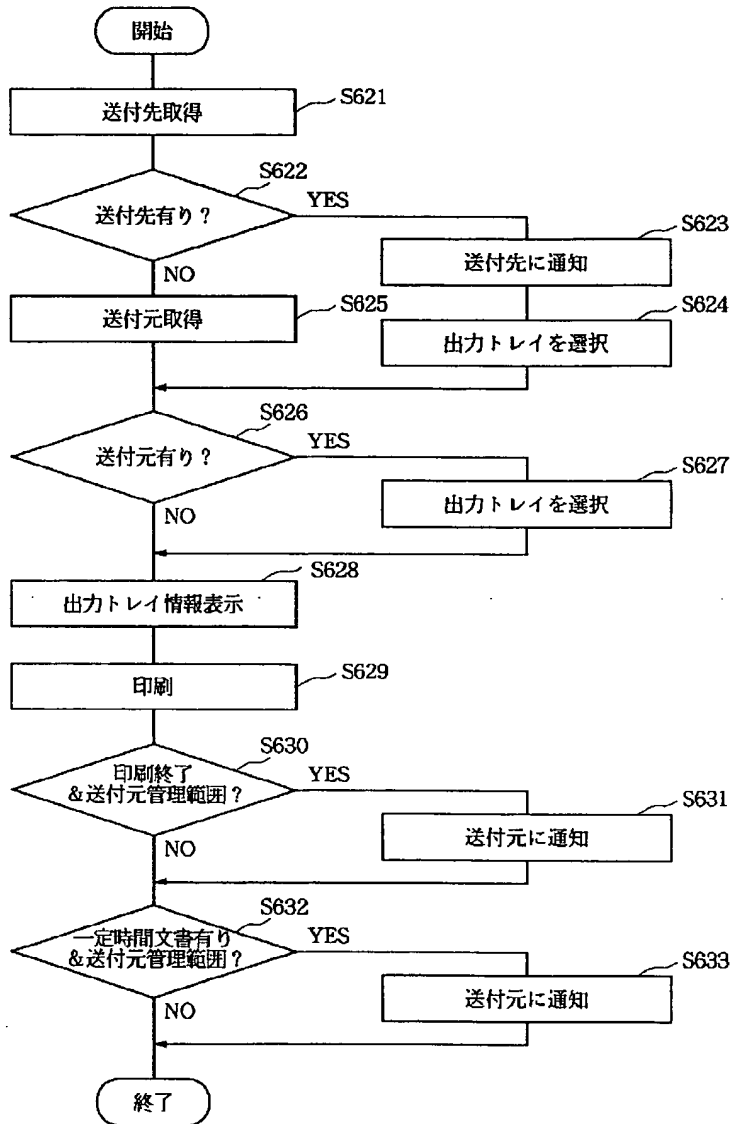 開始
送付先取得
S621
送付先有り？
S622
YES
NO
送付先に通知
S623
出力トレイを選択
S624
送付元取得
S625
送付元有り？
S626
YES
NO
出力トレイを選択
S627
出力トレイ情報表示
S628
印刷
S629
印刷終了
&送付元管理範囲？
S630
YES
NO
送付元に通知
S631
一定時間文書有り
&送付元管理範囲？
S632
YES
NO
送付元に通知
S633
終了